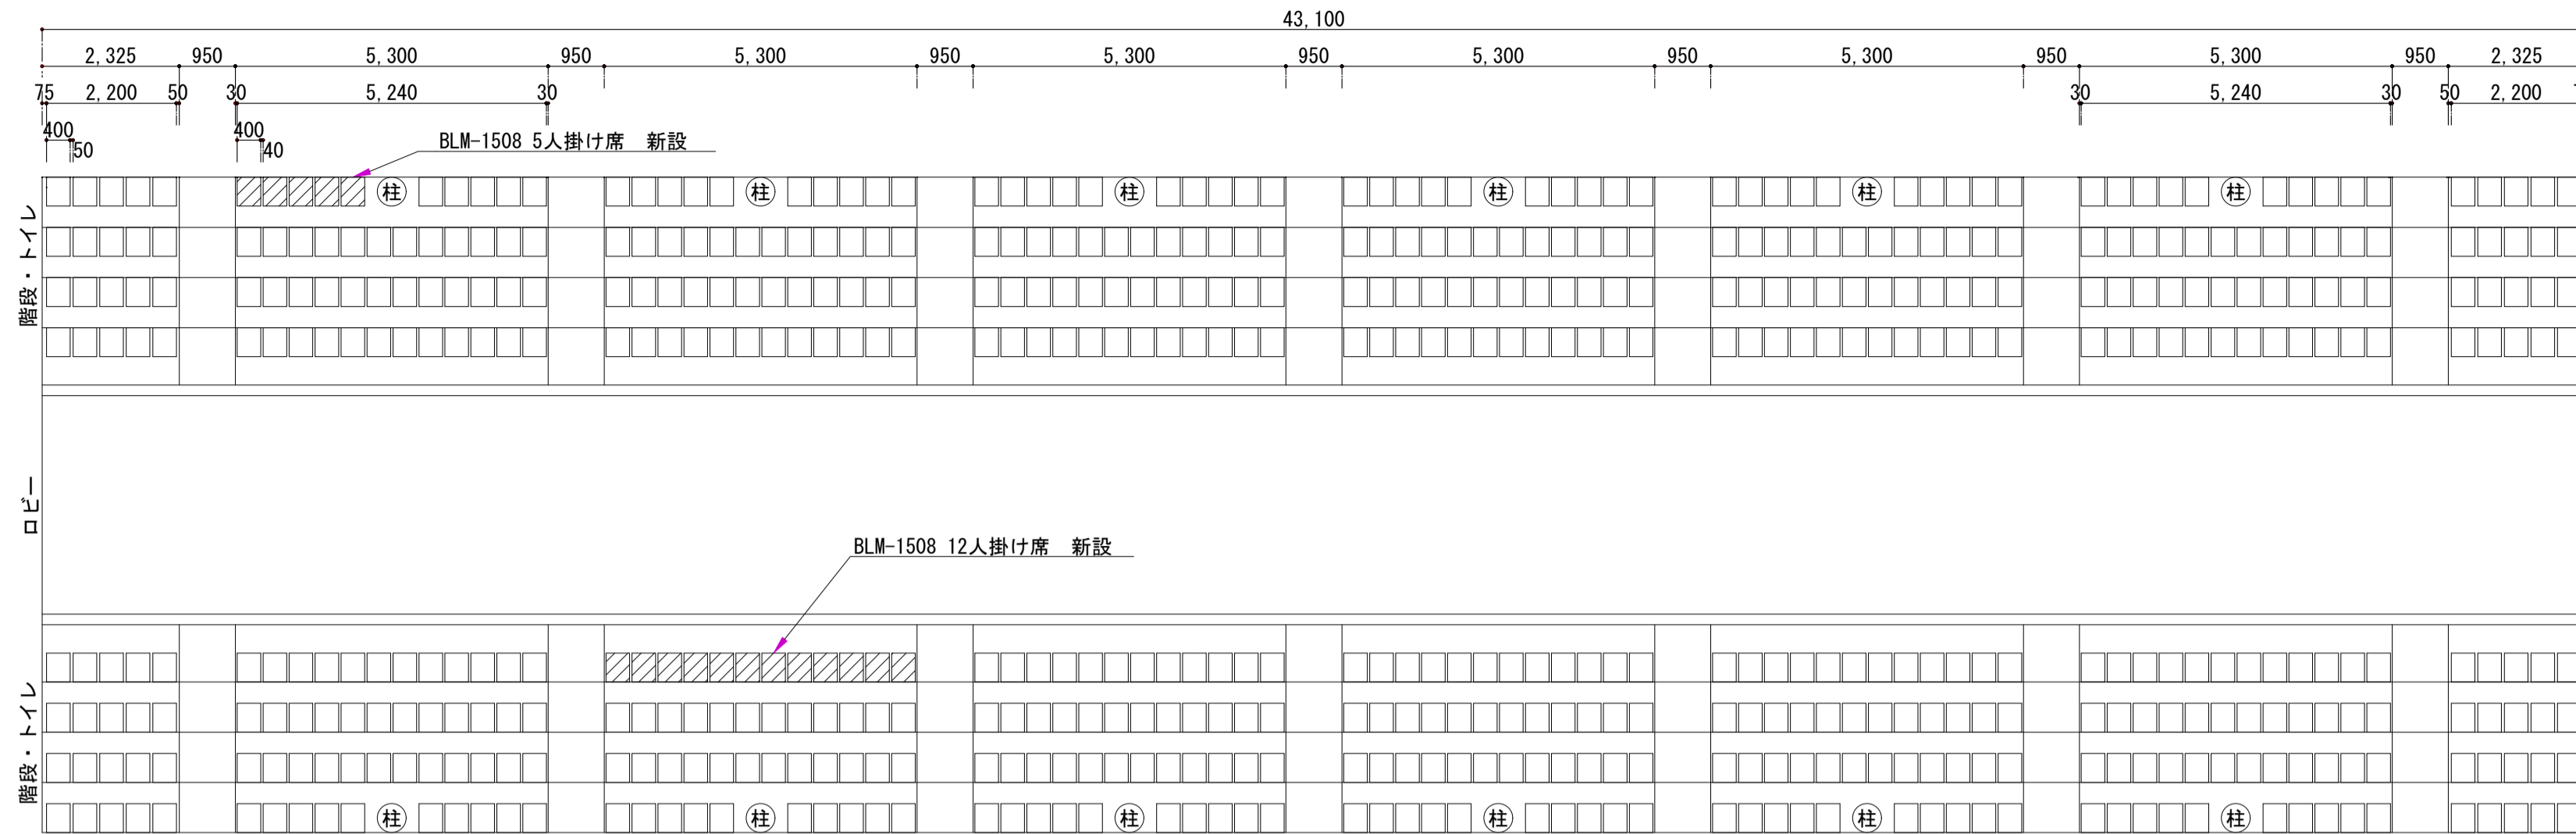 43,100
2,325 950 5,300 950 5,300 950 5,300 950 5,300 950 5,300 950 5,300 950 2,325
75 2,200 50 30 5,240 30 30 5,240 30 50 2,200
400 400
50 40
BLM-1508 5人掛け席 新設
柱 柱 柱 柱 柱 柱
階段・トイレ
ロビー
BLM-1508 12人掛け席 新設
階段・トイレ
柱 柱 柱 柱 柱 柱